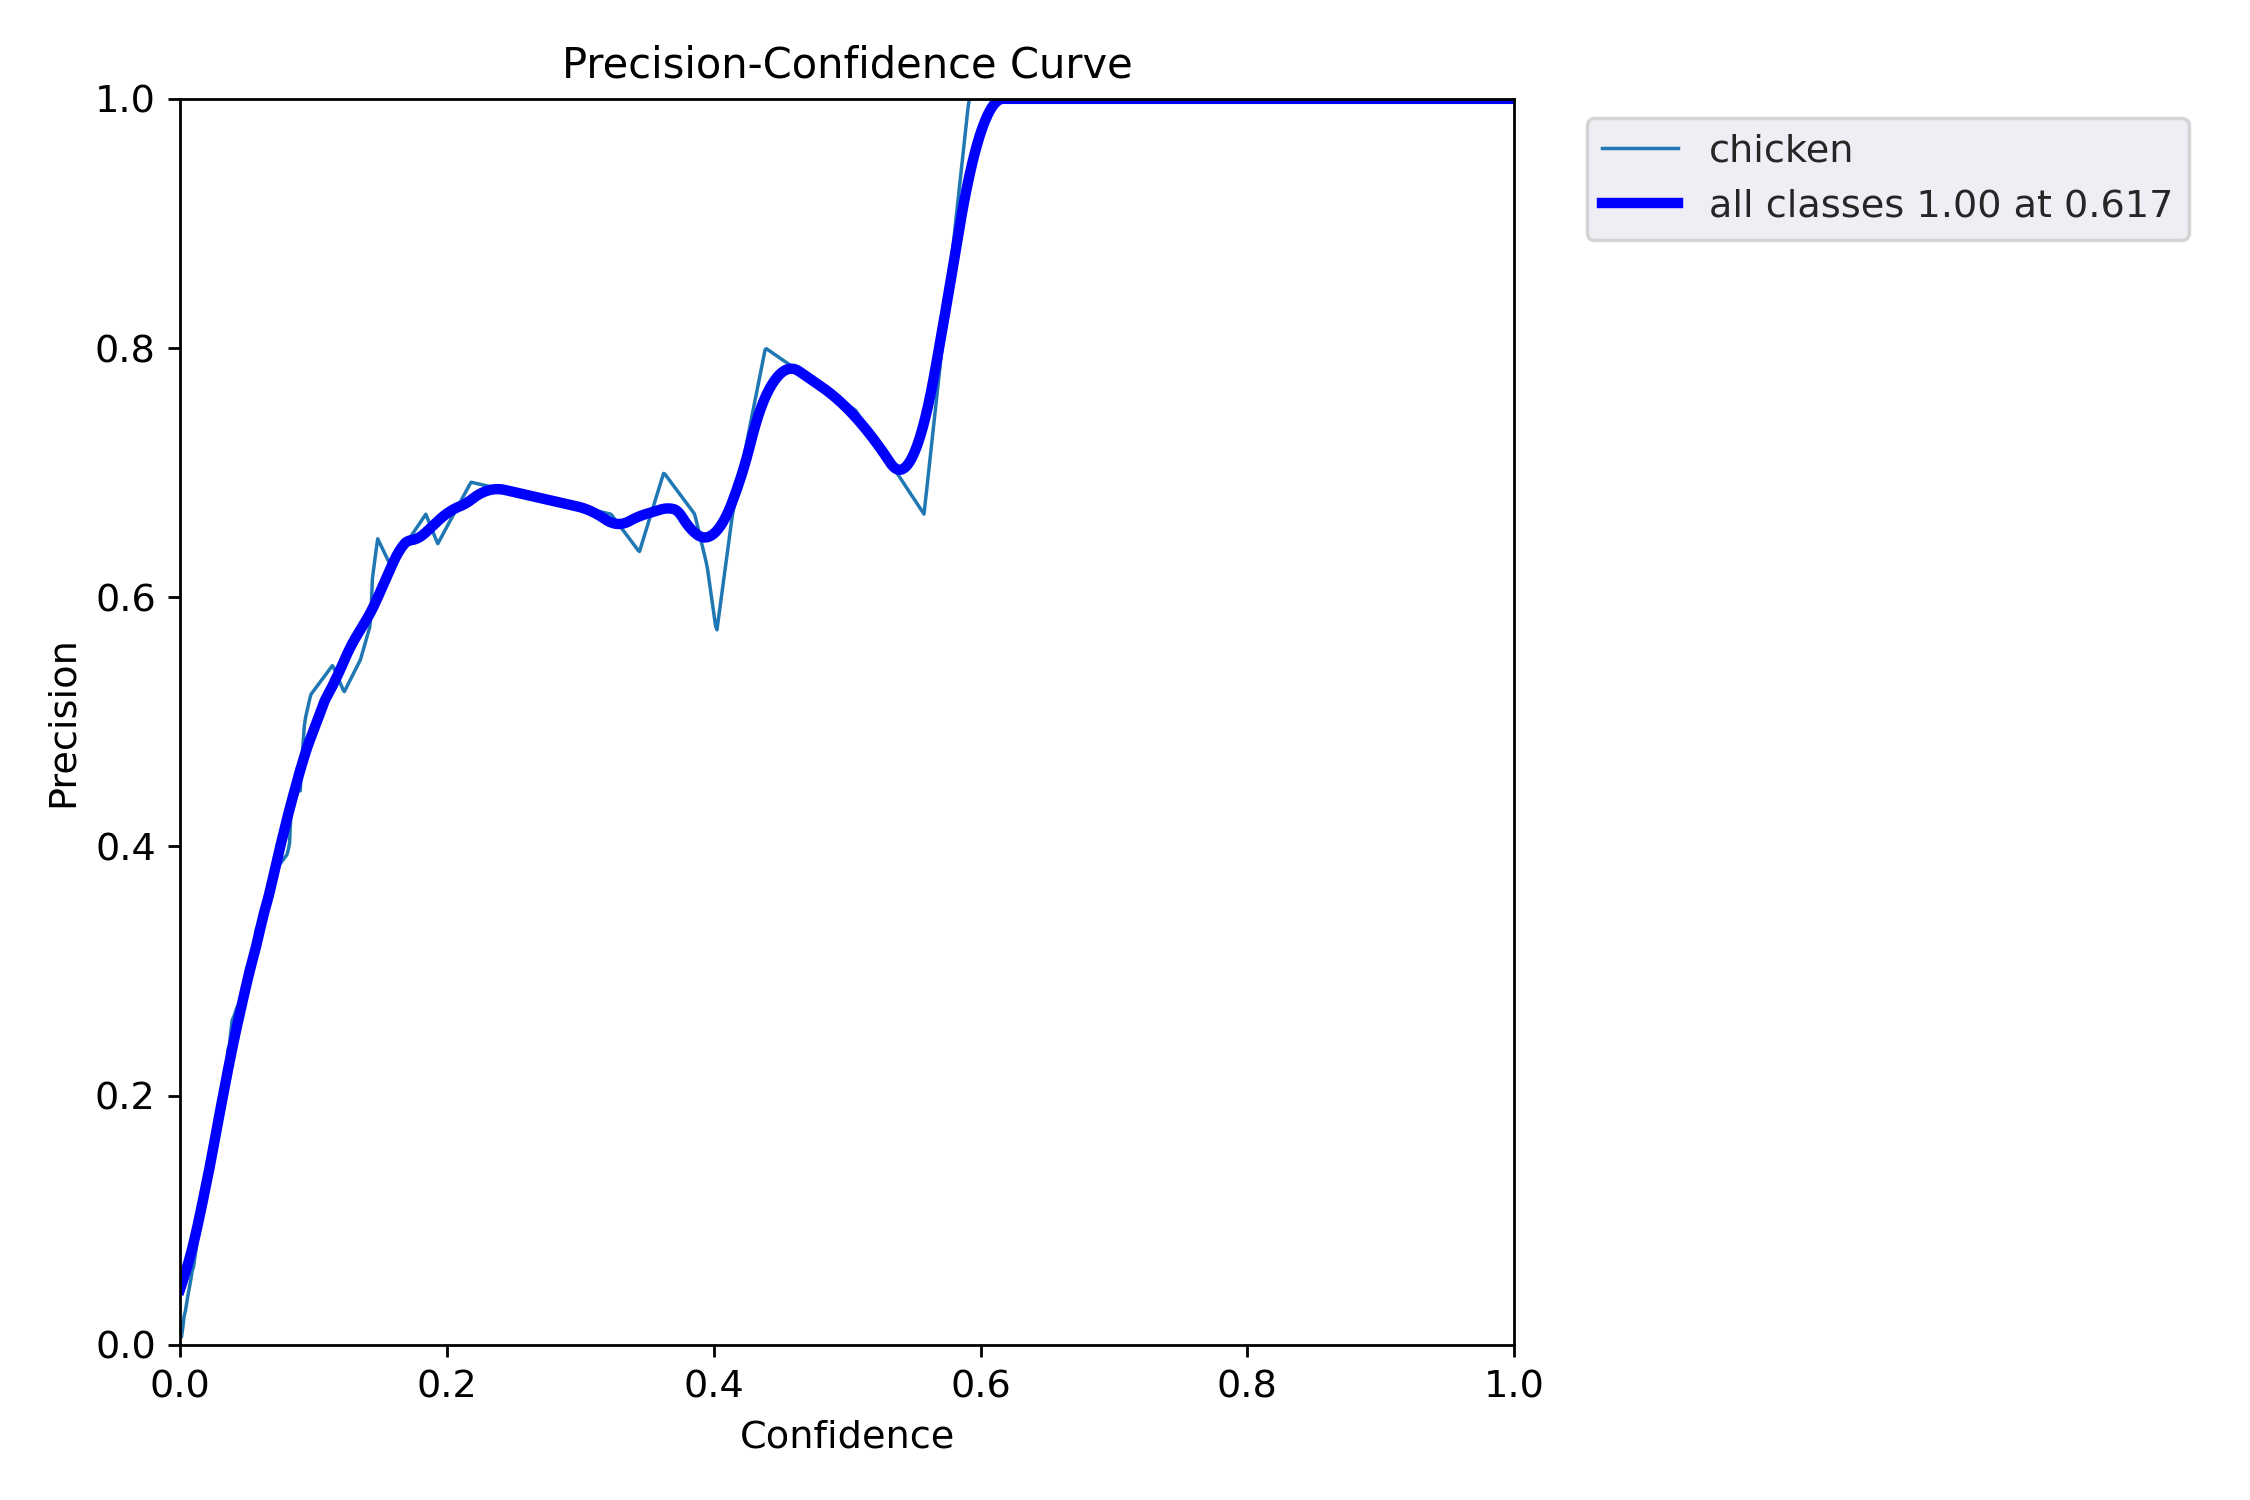 Precision-Confidence Curve
1.0
0.8
0.6
0.4
0.2
0.0
Precision
0.0 0.2 0.4 0.6 0.8 1.0
Confidence
chicken
all classes 1.00 at 0.617